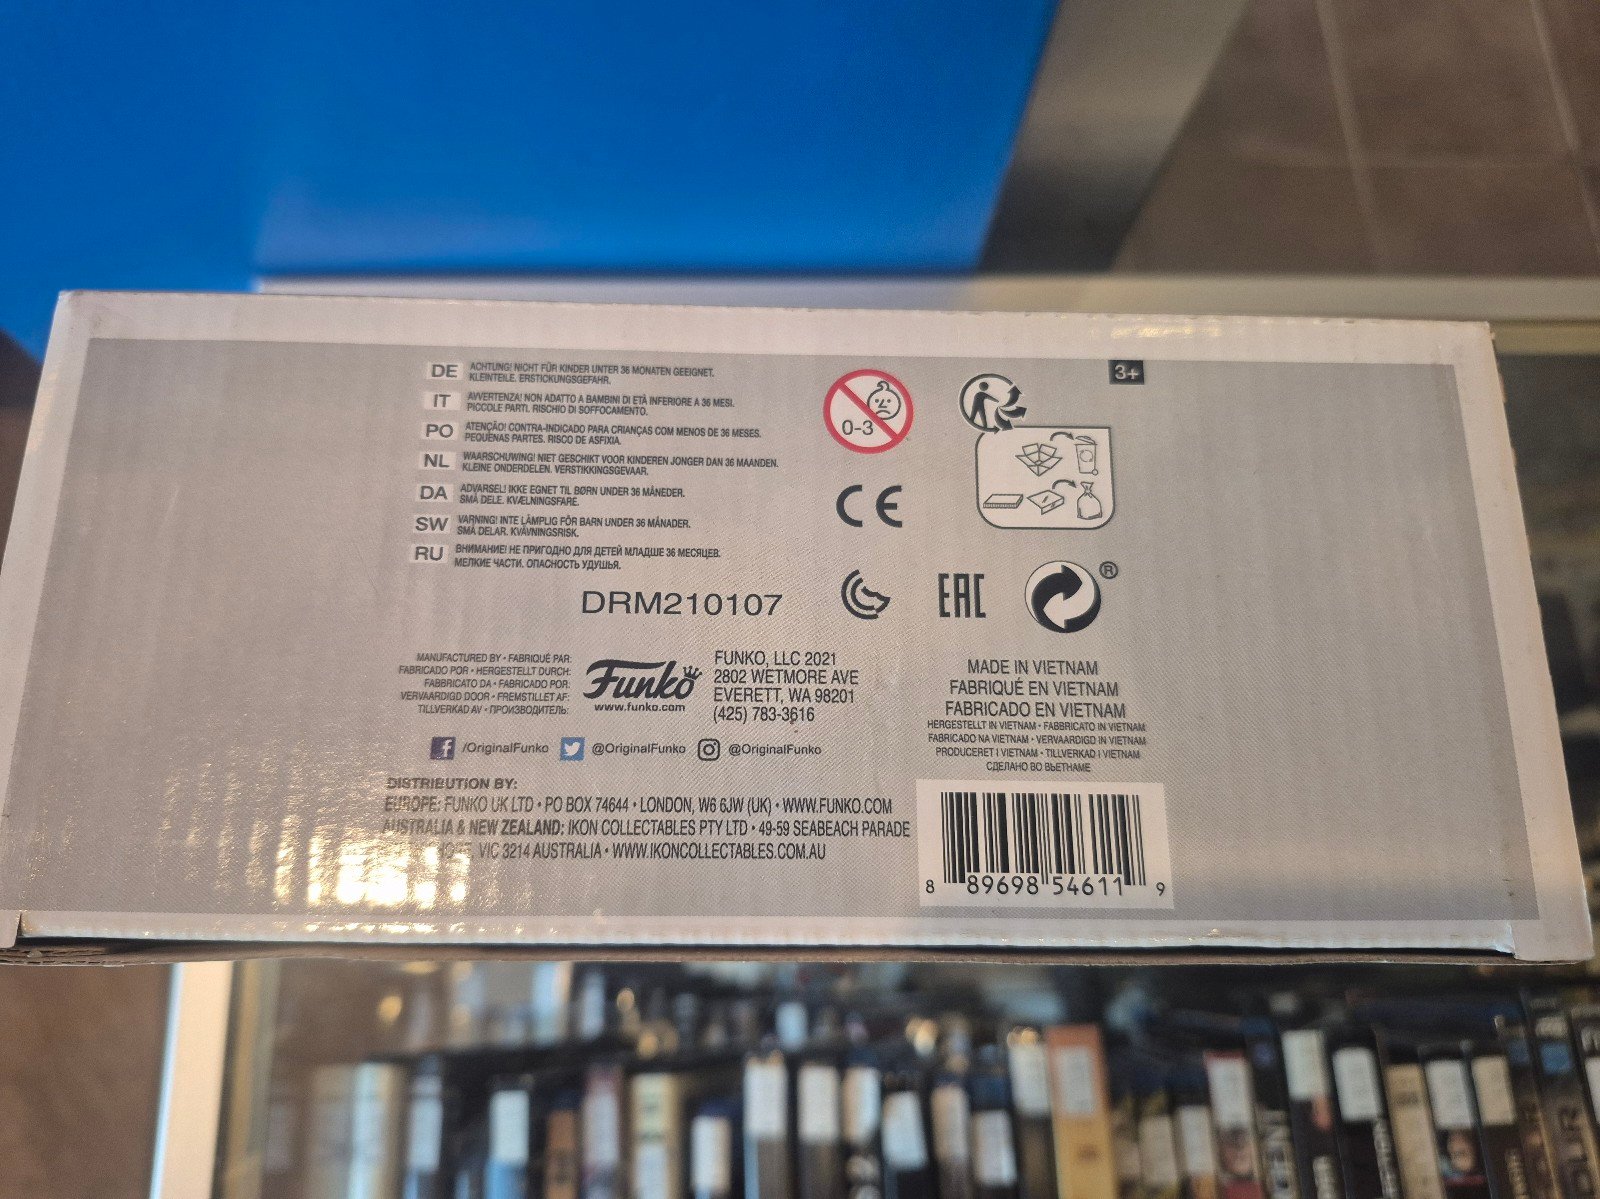 DE ACHTUNG! NICHT FÜR KINDER UNTER 36 MONATEN GEEIGNET.
KLEINTEILE. ERSTICKUNGSGEFAHR.
IT AVVERTENZA! NON ADATTO A BAMBINI DI ETÀ INFERIORE A 36 MESI.
PICCOLE PARTI. RISCHIO DI SOFFOCAMENTO.
PO ATENÇÃO! CONTRA-INDICADO PARA CRIANÇAS COM MENOS DE 36 MESES.
PEQUENAS PARTES. RISCO DE ASFIXIA.
NL WAARSCHUWING! NIET GESCHIKT VOOR KINDEREN JONGER DAN 36 MAANDEN.
KLEINE ONDERDELEN. VERSTIKKINGSGEVAAR.
DA ADVARSEL! IKKE EGNET TIL BØRN UNDER 36 MÅNEDER.
SMÅ DELE. KVÆLNINGSFARE.
SW VARNING! INTE LÄMPLIG FÖR BARN UNDER 36 MÅNADER.
SMÅ DELAR. KVÄVNINGSRISK.
RU ВНИМАНИЕ! НЕ ПРИГОДНО ДЛЯ ДЕТЕЙ МЛАДШЕ 36 МЕСЯЦЕВ.
МЕЛКИЕ ЧАСТИ. ОПАСНОСТЬ УДУШЬЯ.
0-3
3+
CE
DRM210107
EAC
®
MANUFACTURED BY • FABRIQUÉ PAR:
FABRICADO POR • HERGESTELLT DURCH:
FABBRICATO DA • FABRICADO POR:
VERVAARDIGD DOOR • FREMSTILLET AF:
TILLVERKAD AV • ПРОИЗВОДИТЕЛЬ:
Funko
www.funko.com
FUNKO, LLC 2021
2802 WETMORE AVE
EVERETT, WA 98201
(425) 783-3616
MADE IN VIETNAM
FABRIQUÉ EN VIETNAM
FABRICADO EN VIETNAM
HERGESTELLT IN VIETNAM • FABBRICATO IN VIETNAM
FABRICADO NA VIETNAM • VERVAARDIGD IN VIETNAM
PRODUCERET I VIETNAM • TILLVERKAD I VIETNAM
СДЕЛАНО ВО ВЬЕТНАМЕ
f /OriginalFunko @OriginalFunko @OriginalFunko
DISTRIBUTION BY:
EUROPE: FUNKO UK LTD • PO BOX 74644 • LONDON, W6 6JW (UK) • WWW.FUNKO.COM
AUSTRALIA & NEW ZEALAND: IKON COLLECTABLES PTY LTD • 49-59 SEABEACH PARADE
VIC 3214 AUSTRALIA • WWW.IKONCOLLECTABLES.COM.AU
8 89698 54611 9